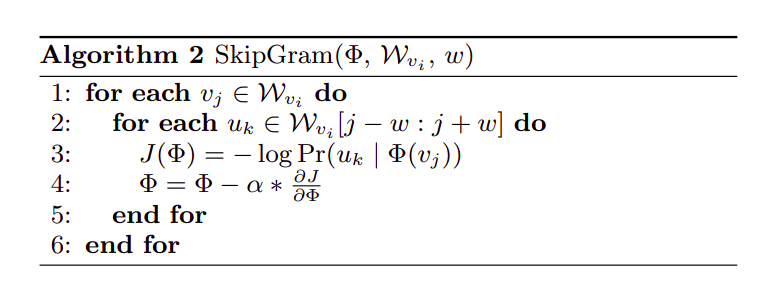 Algorithm 2 SkipGram(Φ, 𝒲_{v_i}, w)
1: for each v_j ∈ 𝒲_{v_i} do
2: for each u_k ∈ 𝒲_{v_i}[j − w : j + w] do
3: J(Φ) = − log Pr(u_k | Φ(v_j))
4: Φ = Φ − α ∗ ∂J/∂Φ
5: end for
6: end for